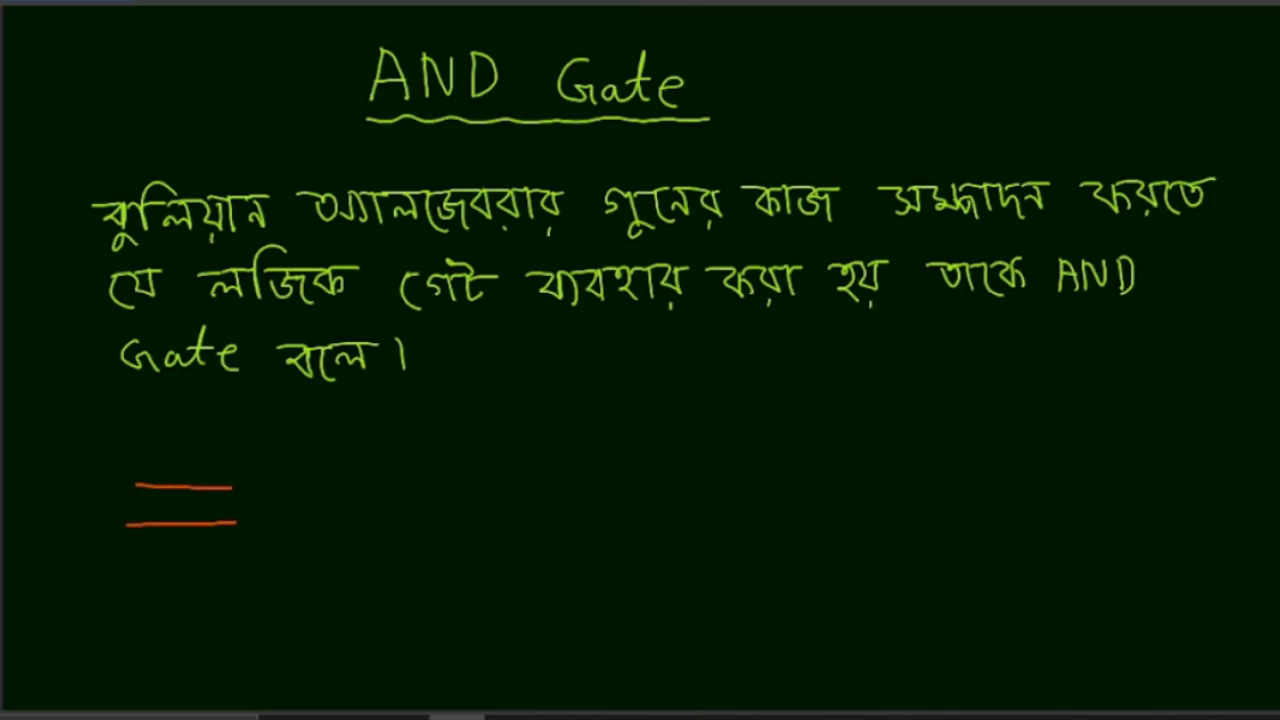 AND Gate
বুলিয়ান অ্যালজেবরার গুনের কাজ সম্পাদন করতে
যে লজিক গেট ব্যবহার করা হয় তাকে AND
Gate বলে।